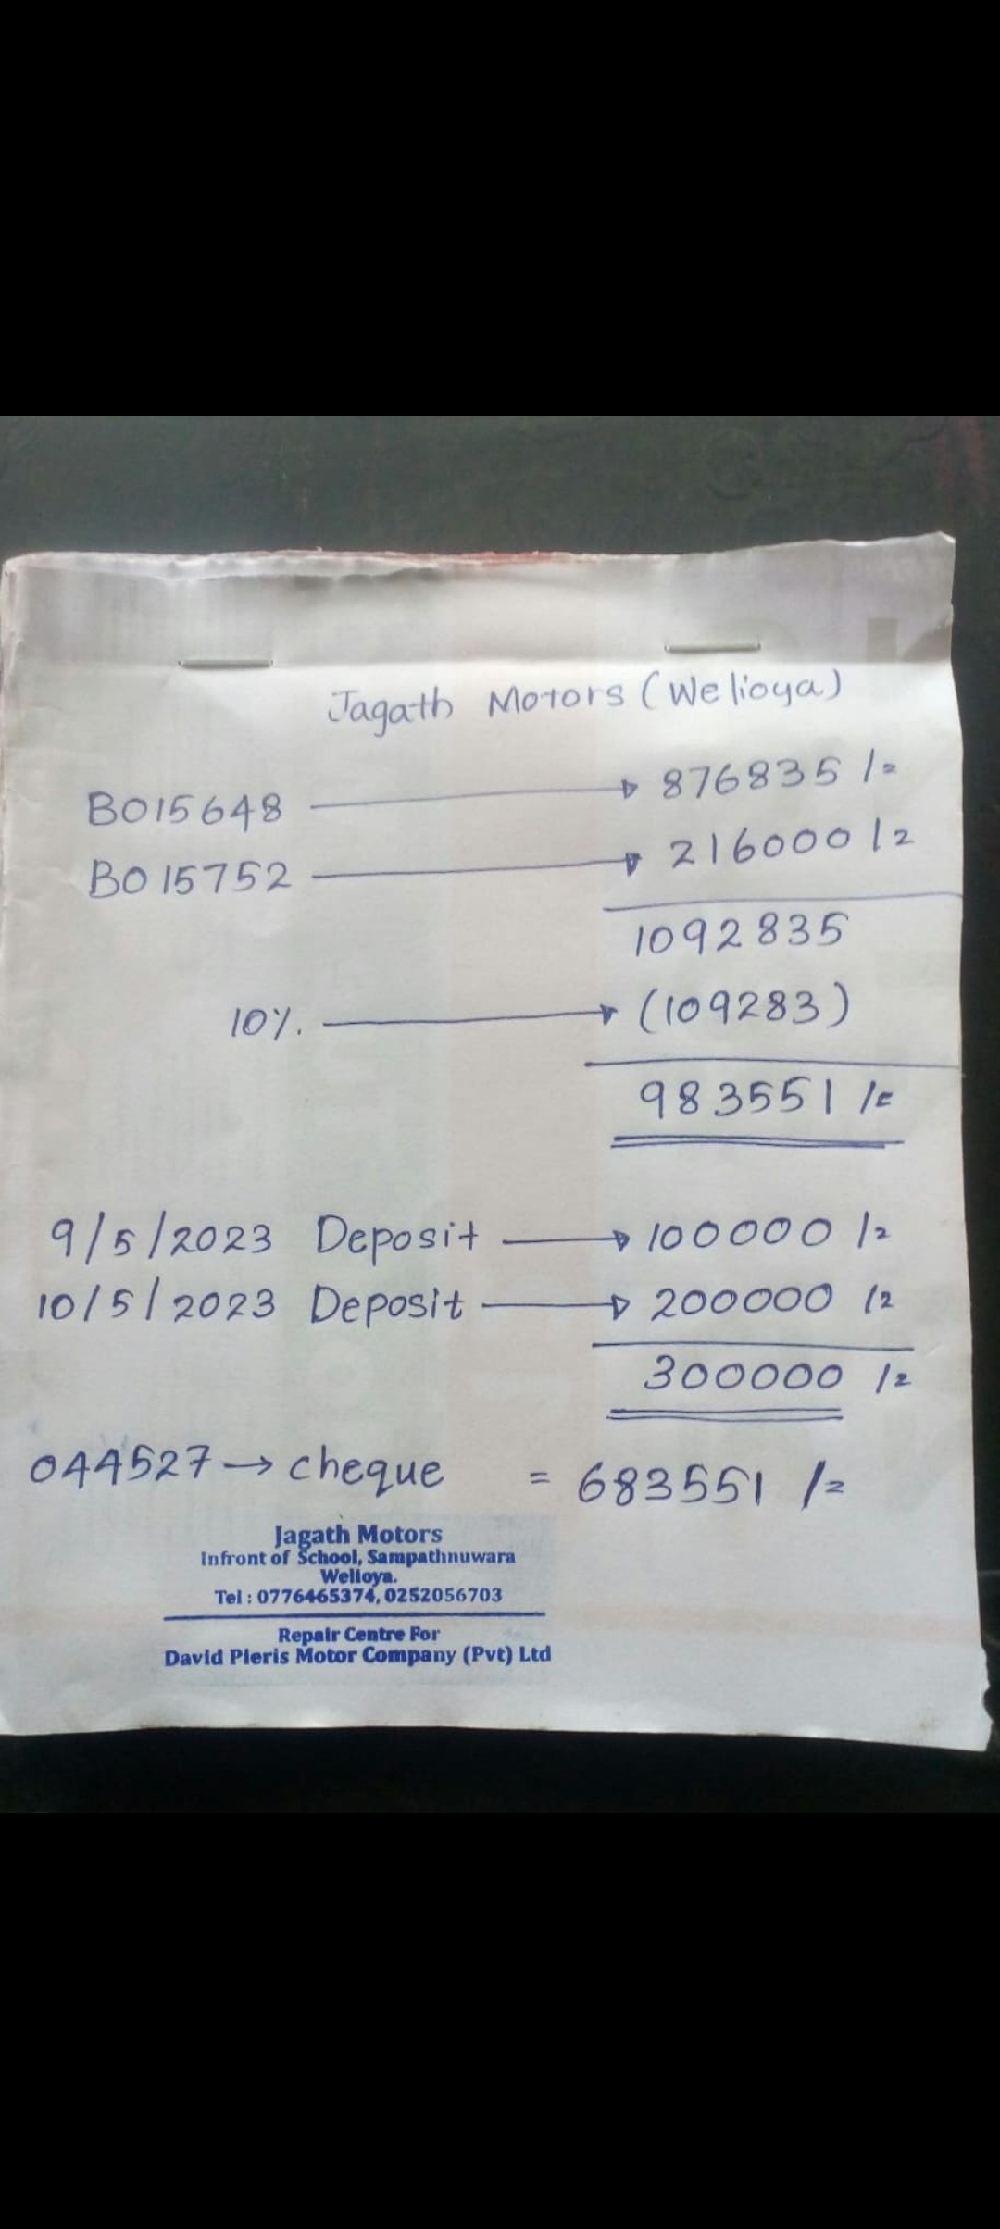 Jagath Motors (Welioya)
B015648 → 876835/=
B015752 → 216000/=
1092835
10% → (109283)
983551/=
9/5/2023 Deposit → 100000/=
10/5/2023 Deposit → 200000/=
300000/=
044527 → cheque = 683551/=
Jagath Motors
Infront of School, Sampathnuwara
Welioya.
Tel : 0776465374, 0252056703
Repair Centre For
David Pieris Motor Company (Pvt) Ltd